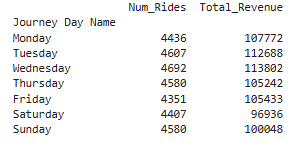 Num_Rides Total_Revenue
Journey Day Name
Monday 4436 107772
Tuesday 4607 112688
Wednesday 4692 113802
Thursday 4580 105242
Friday 4351 105433
Saturday 4407 96936
Sunday 4580 100048